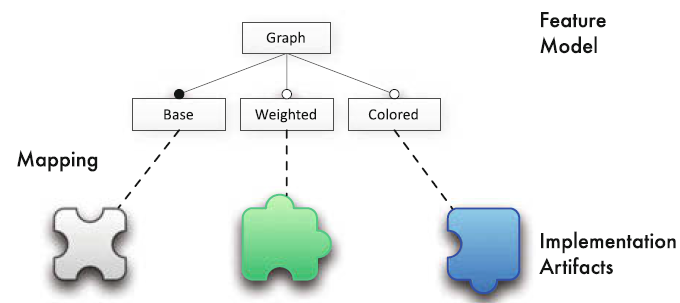 Graph
Feature
Model
Base
Weighted
Colored
Mapping
Implementation
Artifacts